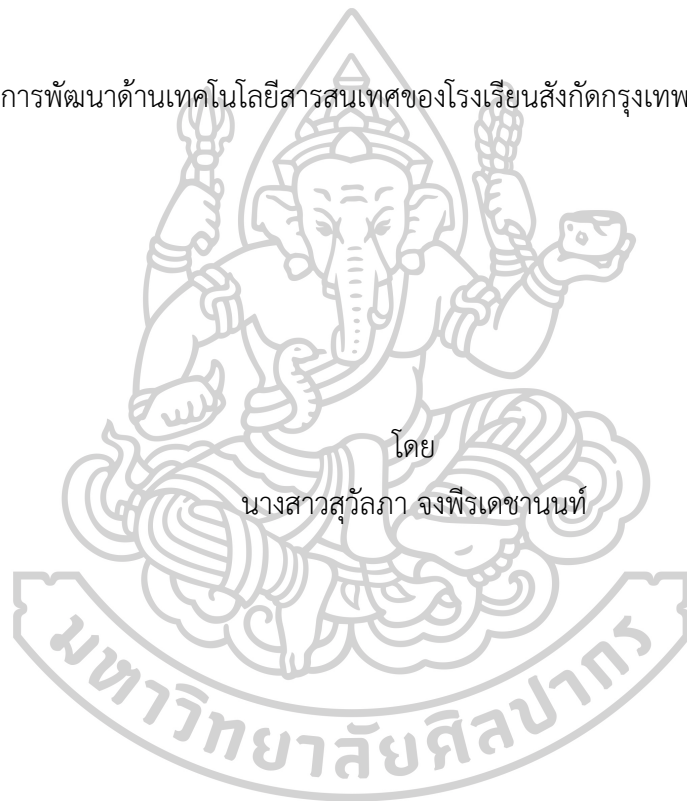 การพัฒนาด้านเทคโนโลยีสารสนเทศของโรงเรียนสังกัดกรุงเทพ
โดย
นางสาวสุวัลภา จงพีรเดชานนท์
มหาวิทยาลัยศิลปากร